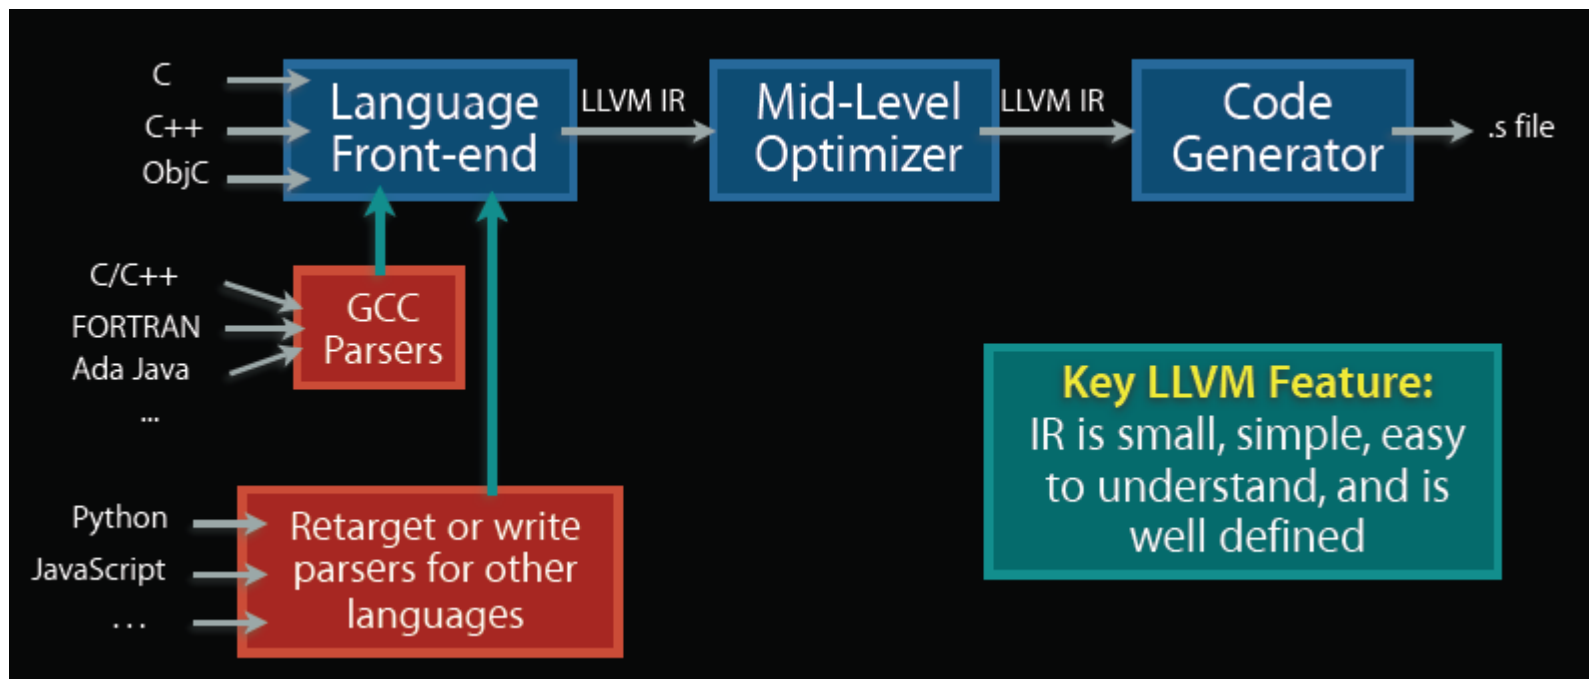 C
C++
ObjC
Language
Front-end
LLVM IR
Mid-Level
Optimizer
LLVM IR
Code
Generator
.s file
C/C++
FORTRAN
Ada Java
...
GCC
Parsers
Key LLVM Feature:
IR is small, simple, easy
to understand, and is
well defined
Python
JavaScript
...
Retarget or write
parsers for other
languages